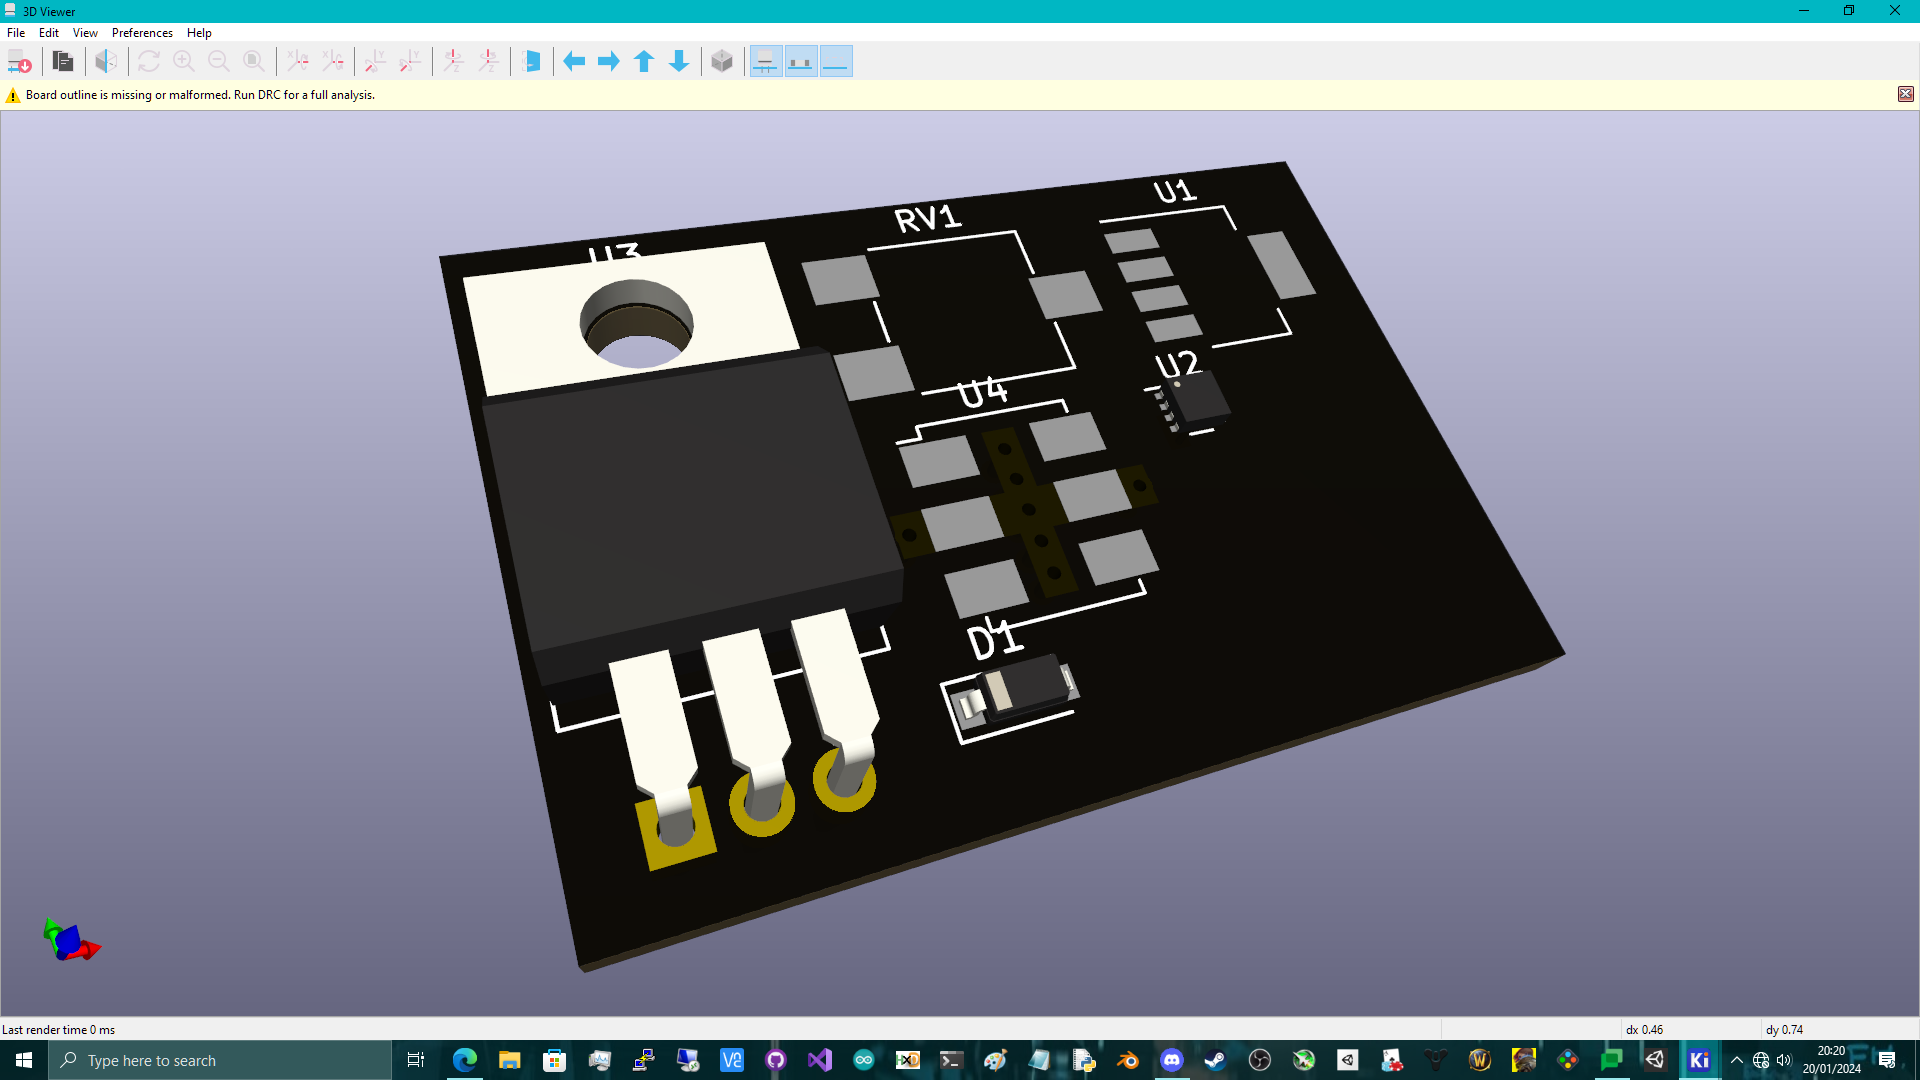 3D Viewer
File Edit View Preferences Help
Board outline is missing or malformed. Run DRC for a full analysis.
U1
RV1
U3
U2
U4
D1
Last render time 0 ms
dx 0.46
dy 0.74
Type here to search
20:20
20/01/2024